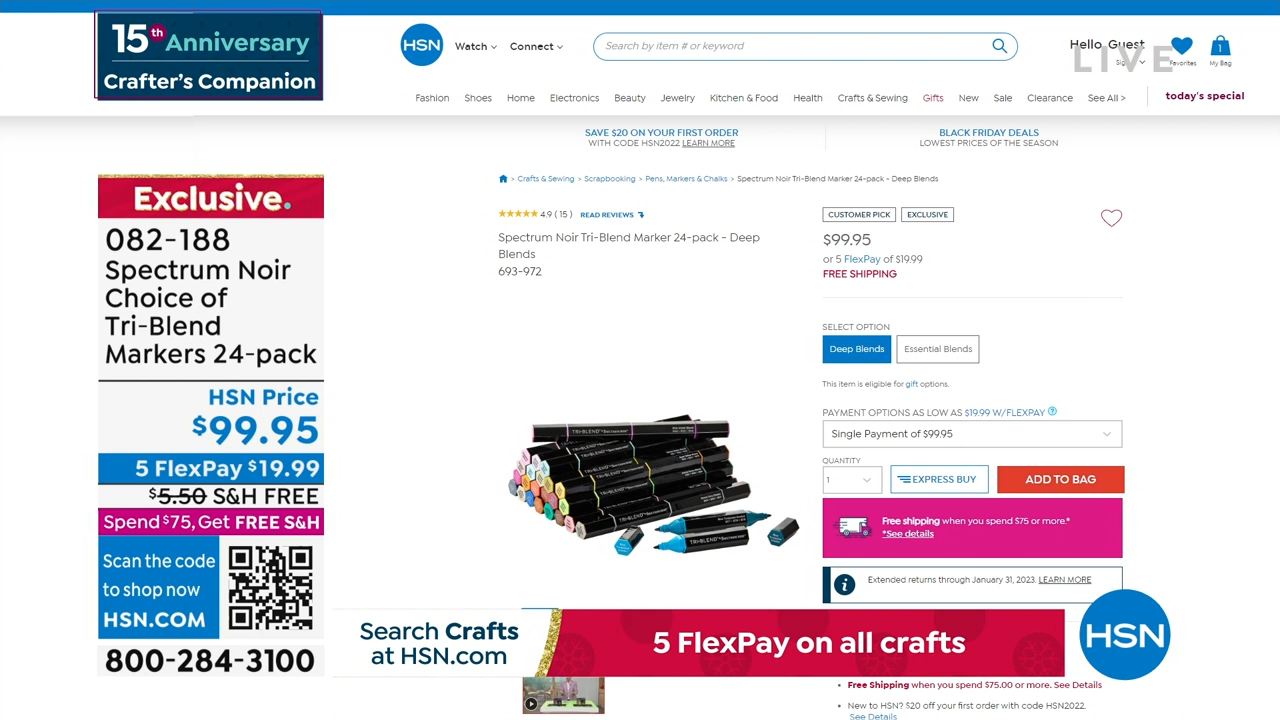 15th Anniversary
Crafter's Companion
HSN
Watch
Connect
Search by item # or keyword
Hello, Guest
LIVE
Favorites
1
My Bag
Fashion Shoes Home Electronics Beauty Jewelry Kitchen & Food Health Crafts & Sewing Gifts New Sale Clearance See All > today's special
SAVE $20 ON YOUR FIRST ORDER
WITH CODE HSN2022 LEARN MORE
BLACK FRIDAY DEALS
LOWEST PRICES OF THE SEASON
> Crafts & Sewing > Scrapbooking > Pens, Markers & Chalks > Spectrum Noir Tri-Blend Marker 24-pack - Deep Blends
Exclusive.
082-188
Spectrum Noir
Choice of
Tri-Blend
Markers 24-pack
HSN Price
$99.95
5 FlexPay $19.99
$5.50 S&H FREE
Spend $75, Get FREE S&H
Scan the code
to shop now
HSN.COM
800-284-3100
4.9 ( 15 ) READ REVIEWS
Spectrum Noir Tri-Blend Marker 24-pack - Deep
Blends
693-972
TRI-BLEND
TRI-BLEND
CUSTOMER PICK EXCLUSIVE
$99.95
or 5 FlexPay of $19.99
FREE SHIPPING
SELECT OPTION
Deep Blends Essential Blends
This item is eligible for gift options.
PAYMENT OPTIONS AS LOW AS $19.99 W/FLEXPAY ?
Single Payment of $99.95
QUANTITY
1
EXPRESS BUY
ADD TO BAG
Free shipping when you spend $75 or more.*
*See details
Extended returns through January 31, 2023. LEARN MORE
Search Crafts
at HSN.com
5 FlexPay on all crafts
HSN
• Free Shipping when you spend $75.00 or more. See Details
• New to HSN? $20 off your first order with code HSN2022.
See Details